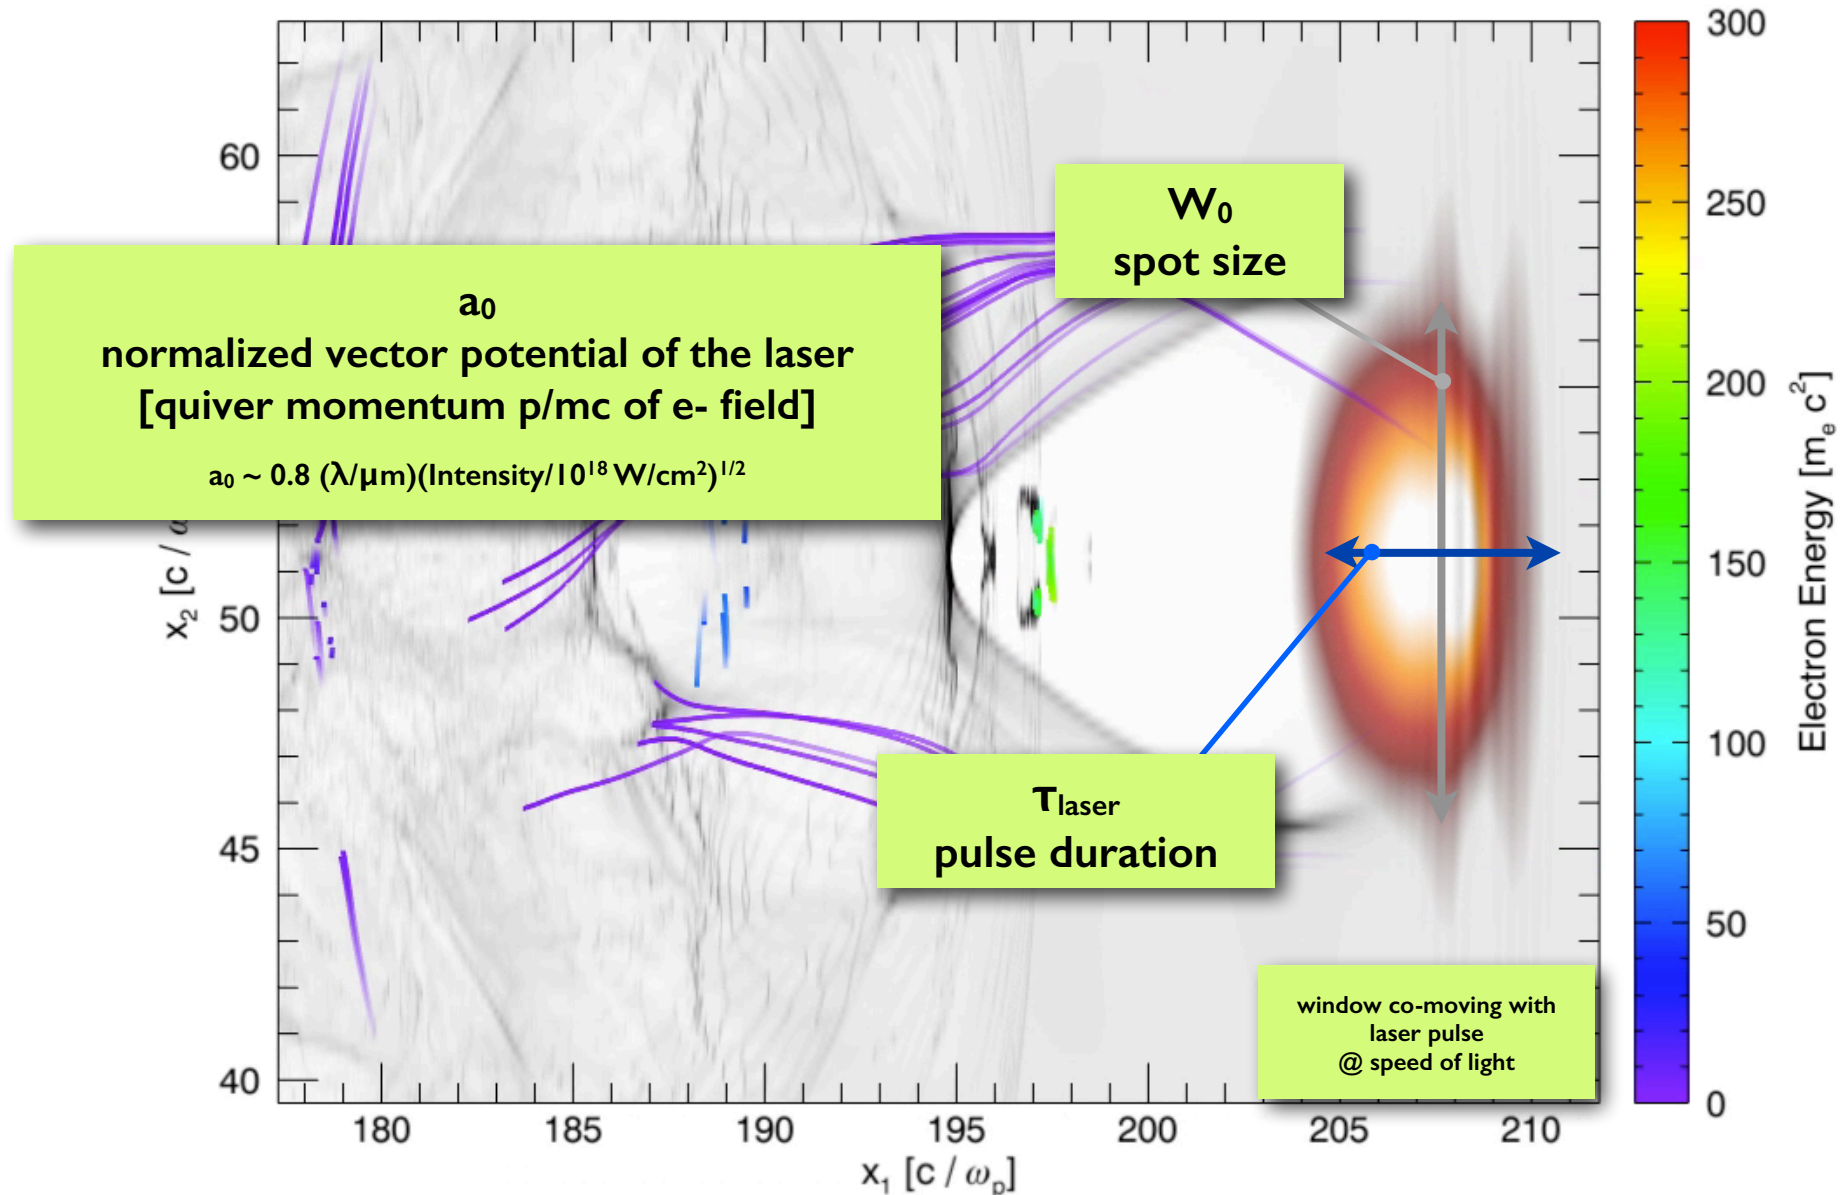 W₀
spot size
a₀
normalized vector potential of the laser
[quiver momentum p/mc of e- field]
a₀ ~ 0.8 (λ/μm)(Intensity/10¹⁸ W/cm²)¹/²
τlaser
pulse duration
window co-moving with
laser pulse
@ speed of light
60
50
45
40
x₂ [c / ω
180 185 190 195 200 205 210
x₁ [c / ωₚ]
300
250
200
150
100
50
0
Electron Energy [mₑ c²]